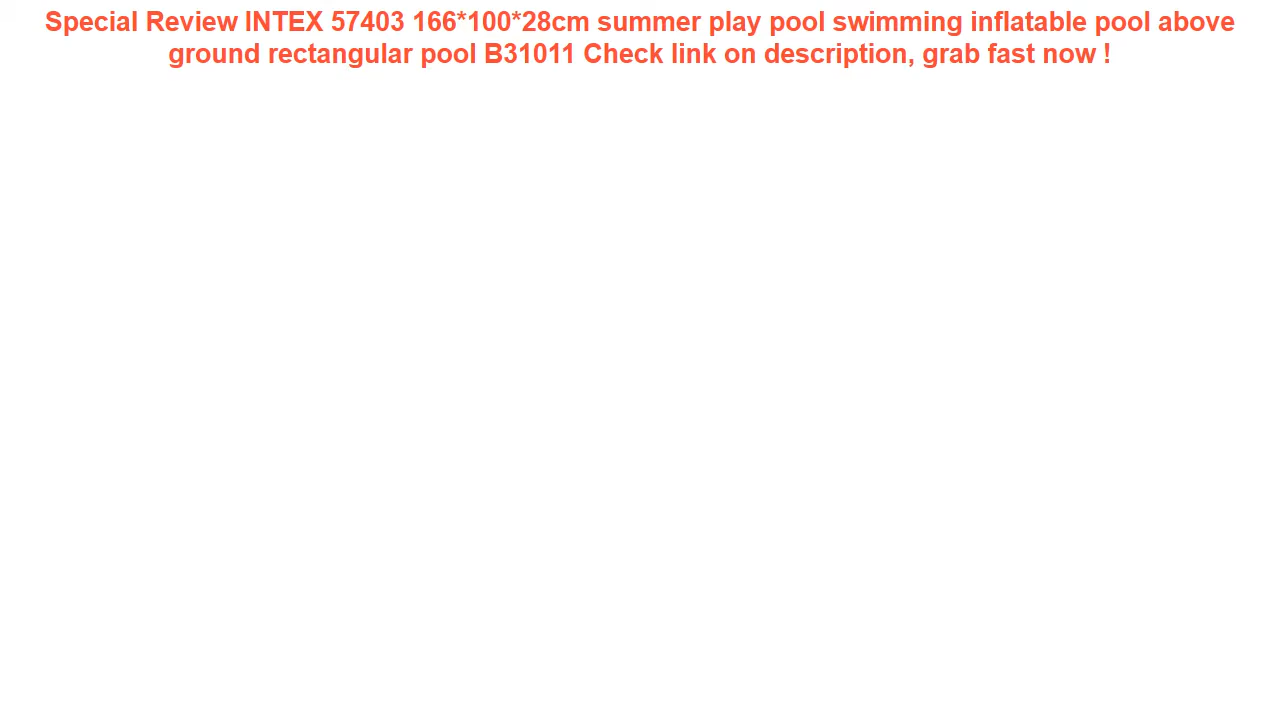 Special Review INTEX 57403 166*100*28cm summer play pool swimming inflatable pool above
ground rectangular pool B31011 Check link on description, grab fast now !